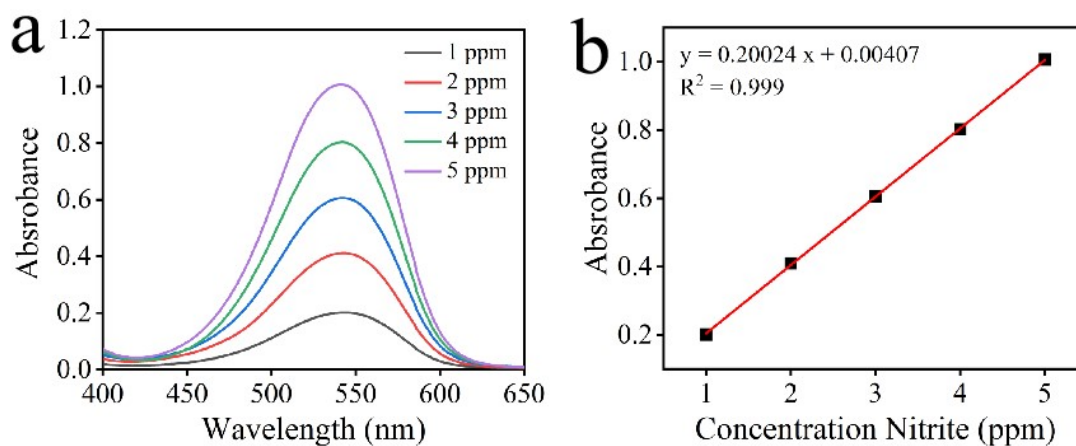 a
1.2
1.0
0.8
0.6
0.4
0.2
0.0
400 450 500 550 600 650
Absrobance
Wavelength (nm)
1 ppm
2 ppm
3 ppm
4 ppm
5 ppm
b
y = 0.20024 x + 0.00407
R² = 0.999
1.0
0.8
0.6
0.4
0.2
1 2 3 4 5
Absrobance
Concentration Nitrite (ppm)